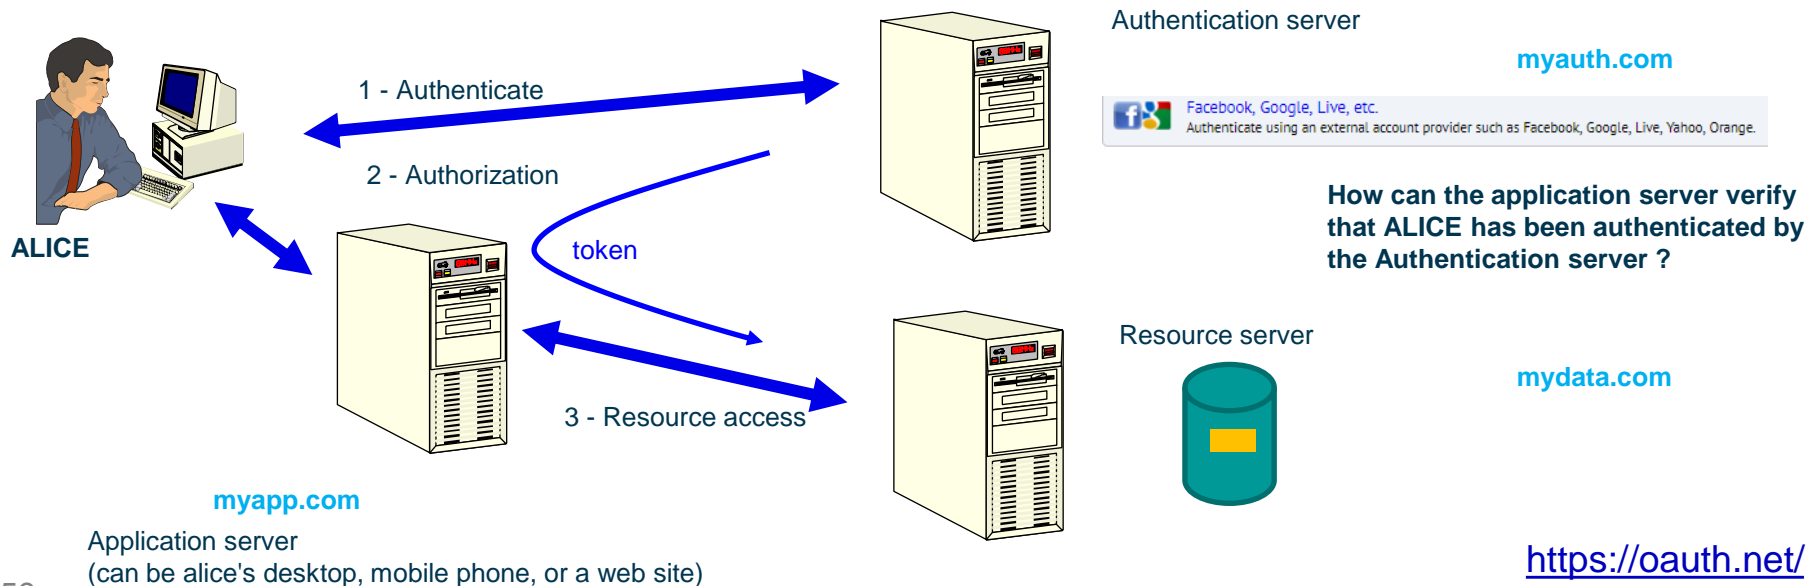 Authentication server
myauth.com
1 - Authenticate
Facebook, Google, Live, etc.
Authenticate using an external account provider such as Facebook, Google, Live, Yahoo, Orange.
2 - Authorization
How can the application server verify
that ALICE has been authenticated by
the Authentication server ?
ALICE
token
Resource server
mydata.com
3 - Resource access
myapp.com
Application server
(can be alice's desktop, mobile phone, or a web site)
https://oauth.net/